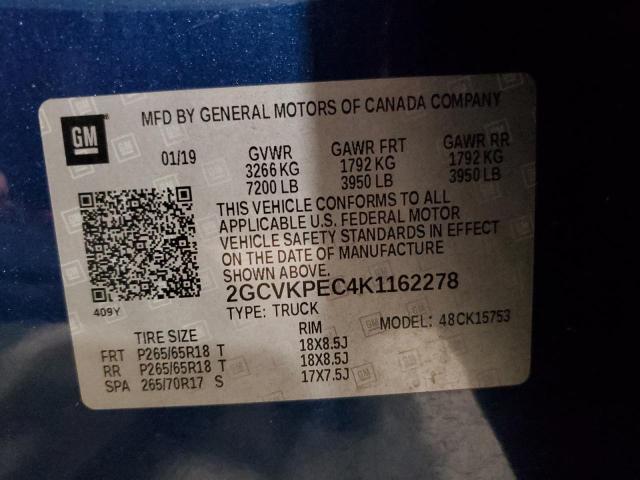 MFD BY GENERAL MOTORS OF CANADA COMPANY
GM
01/19
GVWR
3266 KG
7200 LB
GAWR FRT
1792 KG
3950 LB
GAWR RR
1792 KG
3950 LB
THIS VEHICLE CONFORMS TO ALL
APPLICABLE U.S. FEDERAL MOTOR
VEHICLE SAFETY STANDARDS IN EFFECT
ON THE DATE OF MANUFACTURE
SHOWN ABOVE.
409Y
2GCVKPEC4K1162278
TYPE: TRUCK
MODEL: 48CK15753
TIRE SIZE RIM
FRT P265/65R18 T 18X8.5J
RR P265/65R18 T 18X8.5J
SPA 265/70R17 S 17X7.5J